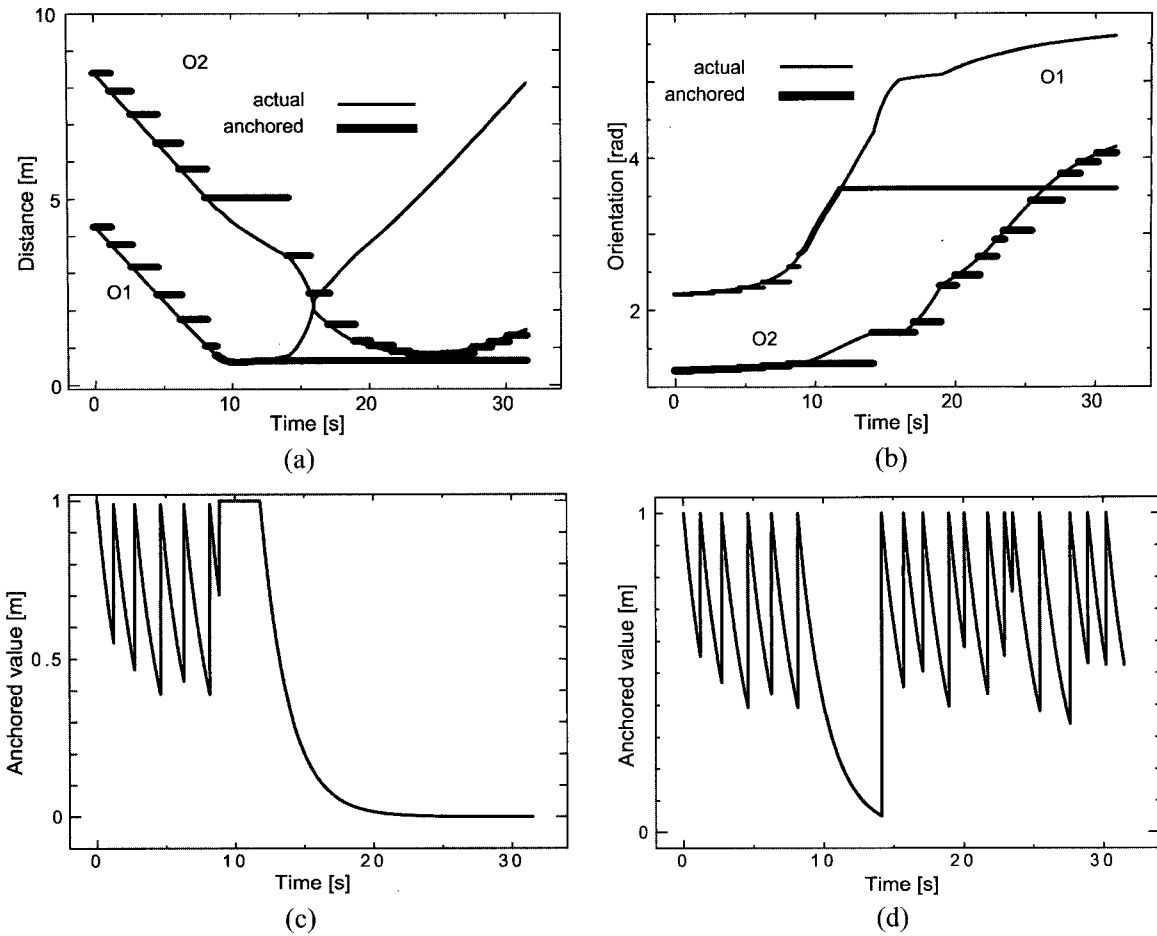 10
5
0
O2
O1
actual
anchored
Distance [m]
0 10 20 30
Time [s]
(a)
4
2
actual
anchored
O1
O2
Orientation [rad]
0 10 20 30
Time [s]
(b)
1
0.5
0
Anchored value [m]
0 10 20 30
Time [s]
(c)
1
0.5
0
Anchored value [m]
0 10 20 30
Time [s]
(d)